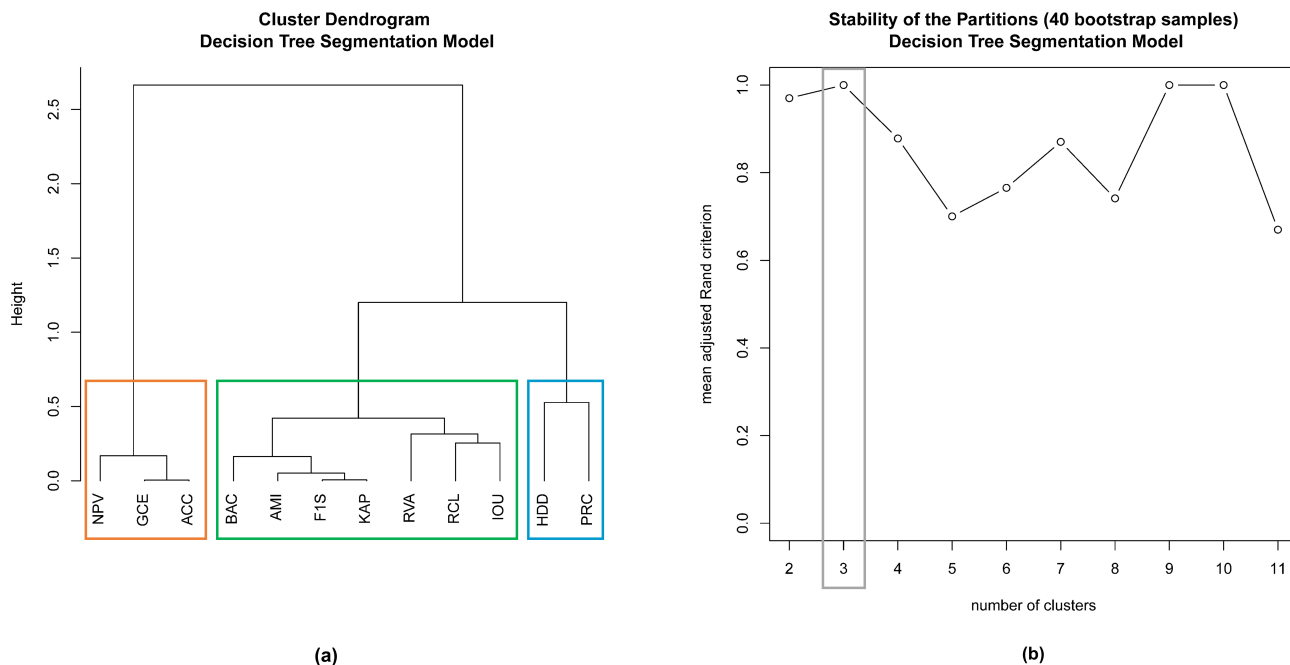 Cluster Dendrogram
Decision Tree Segmentation Model
Height
2.5
2.0
1.5
1.0
0.5
0.0
NPV
GCE
ACC
BAC
AMI
F1S
KAP
RVA
RCL
IOU
HDD
PRC
(a)
Stability of the Partitions (40 bootstrap samples)
Decision Tree Segmentation Model
mean adjusted Rand criterion
1.0
0.8
0.6
0.4
0.2
0.0
2 3 4 5 6 7 8 9 10 11
number of clusters
(b)